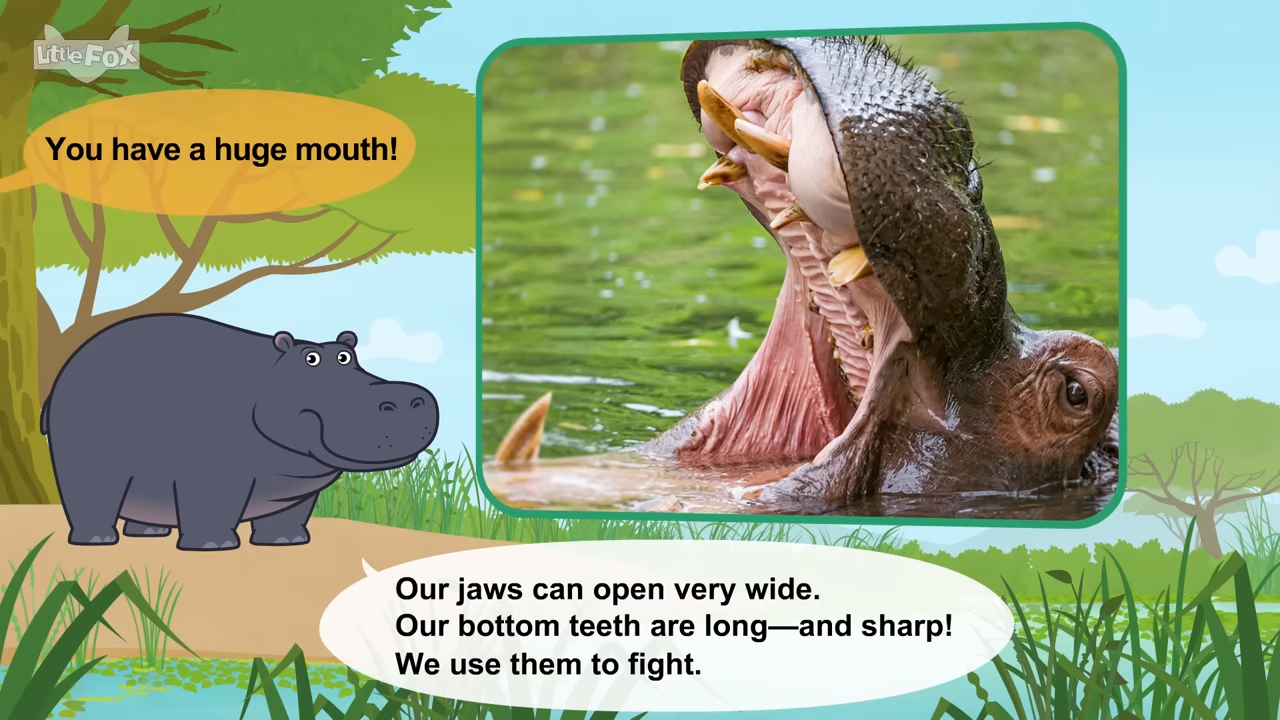 Little Fox
You have a huge mouth!
Our jaws can open very wide.
Our bottom teeth are long—and sharp!
We use them to fight.